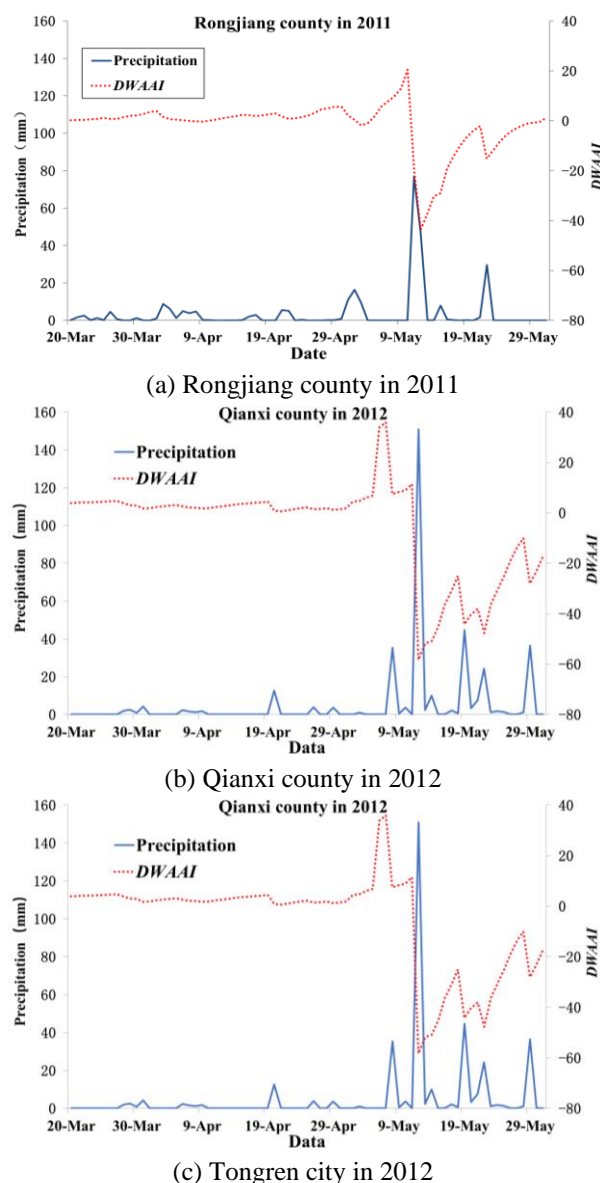 Rongjiang county in 2011
Precipitation
DWAAI
Precipitation（mm）
160
140
120
100
80
60
40
20
0
40
20
0
−20
−40
−60
−80
DWAAI
20-Mar 30-Mar 9-Apr 19-Apr 29-Apr 9-May 19-May 29-May
Date
(a) Rongjiang county in 2011
Qianxi county in 2012
Precipitation
DWAAI
Precipitation (mm)
160
140
120
100
80
60
40
20
0
40
20
0
−20
−40
−60
−80
DWAAI
20-Mar 30-Mar 9-Apr 19-Apr 29-Apr 9-May 19-May 29-May
Data
(b) Qianxi county in 2012
Qianxi county in 2012
Precipitation
DWAAI
Precipitation (mm)
160
140
120
100
80
60
40
20
0
40
20
0
−20
−40
−60
−80
DWAAI
20-Mar 30-Mar 9-Apr 19-Apr 29-Apr 9-May 19-May 29-May
Data
(c) Tongren city in 2012